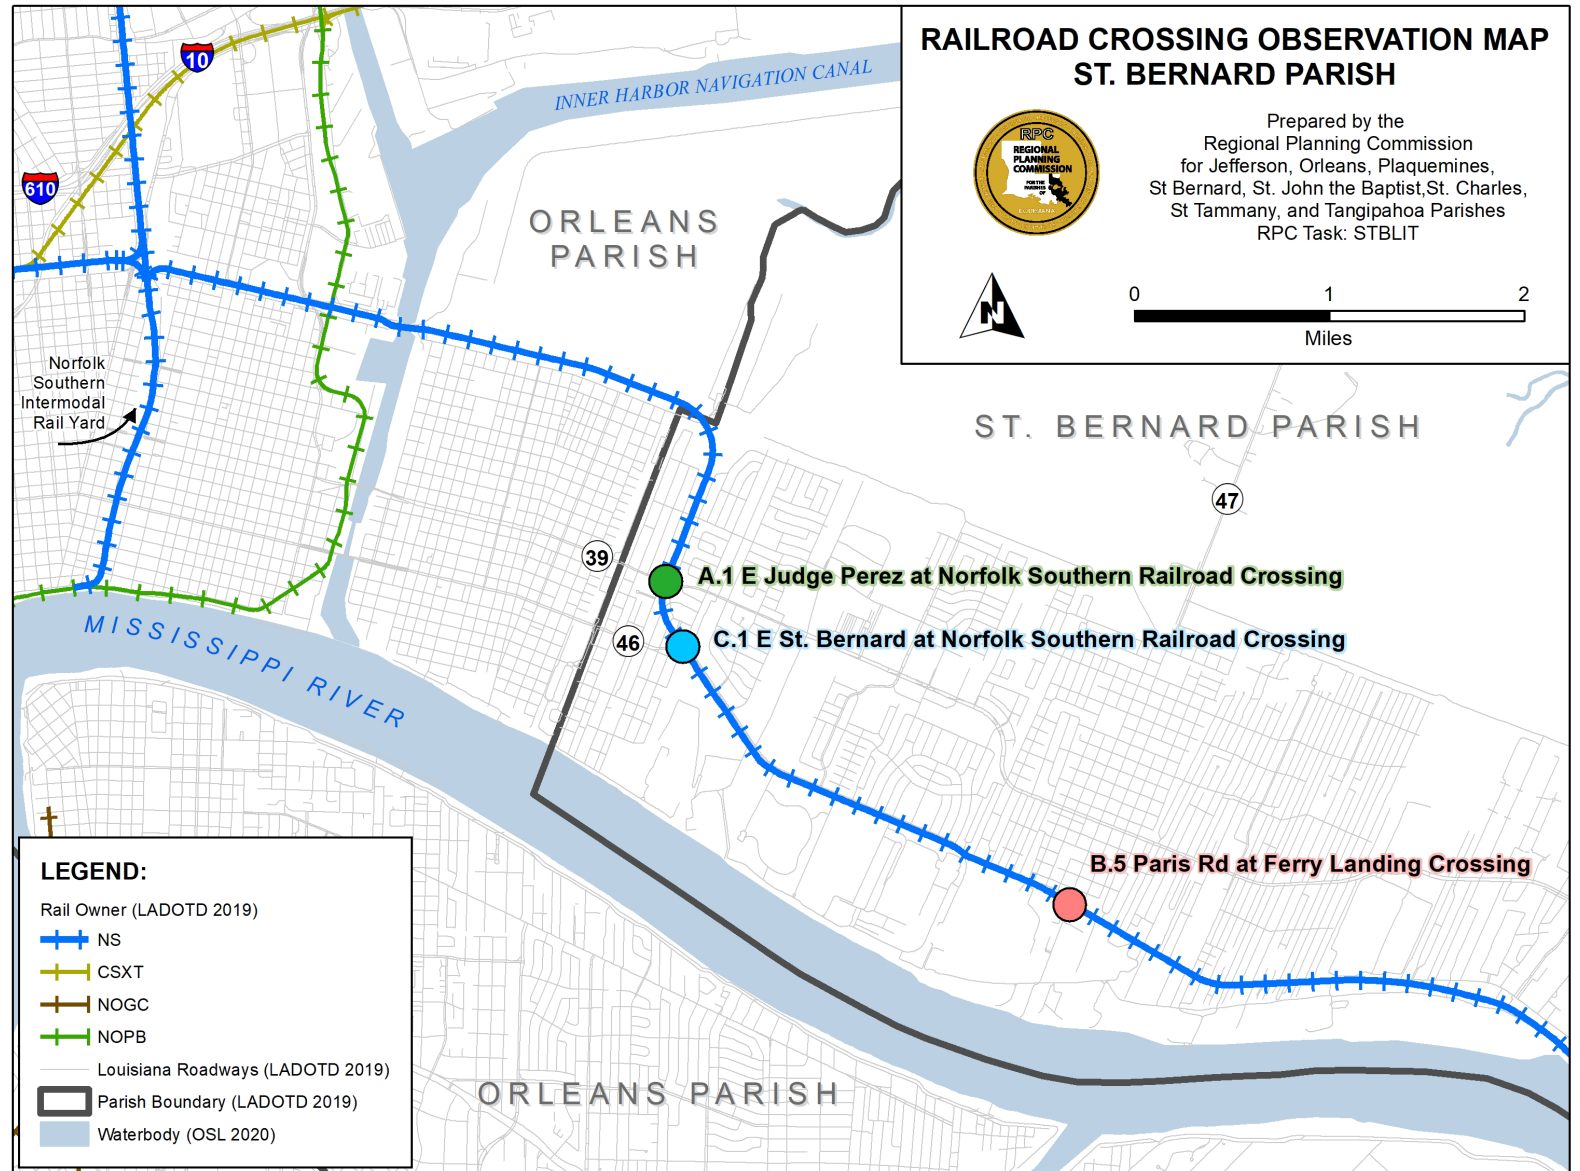 RAILROAD CROSSING OBSERVATION MAP
ST. BERNARD PARISH
RPC
REGIONAL
PLANNING
COMMISSION
FOR THE
PARISHES
OF
Prepared by the
Regional Planning Commission
for Jefferson, Orleans, Plaquemines,
St Bernard, St. John the Baptist,St. Charles,
St Tammany, and Tangipahoa Parishes
RPC Task: STBLIT
N
0 1 2
Miles
10
INNER HARBOR NAVIGATION CANAL
610
ORLEANS
PARISH
Norfolk
Southern
Intermodal
Rail Yard
ST. BERNARD PARISH
47
39
A.1 E Judge Perez at Norfolk Southern Railroad Crossing
46
C.1 E St. Bernard at Norfolk Southern Railroad Crossing
MISSISSIPPI RIVER
B.5 Paris Rd at Ferry Landing Crossing
LEGEND:
Rail Owner (LADOTD 2019)
NS
CSXT
NOGC
NOPB
Louisiana Roadways (LADOTD 2019)
Parish Boundary (LADOTD 2019)
Waterbody (OSL 2020)
ORLEANS PARISH